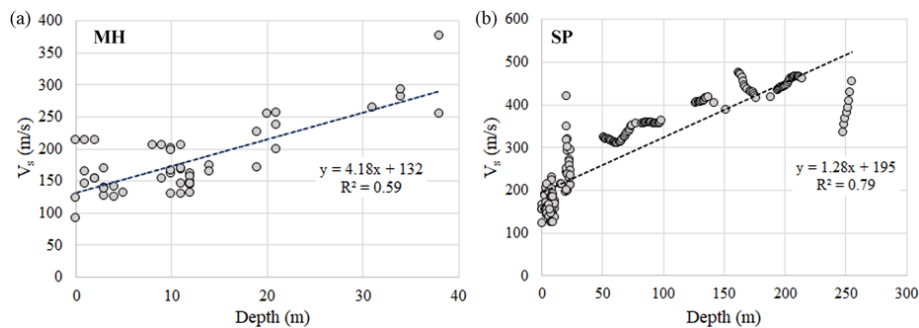 (a)
MH
400
350
300
250
200
150
100
50
0
Vs (m/s)
0 10 20 30 40
Depth (m)
y = 4.18x + 132
R² = 0.59
(b)
SP
600
500
400
300
200
100
0
Vs (m/s)
0 50 100 150 200 250 300
Depth (m)
y = 1.28x + 195
R² = 0.79